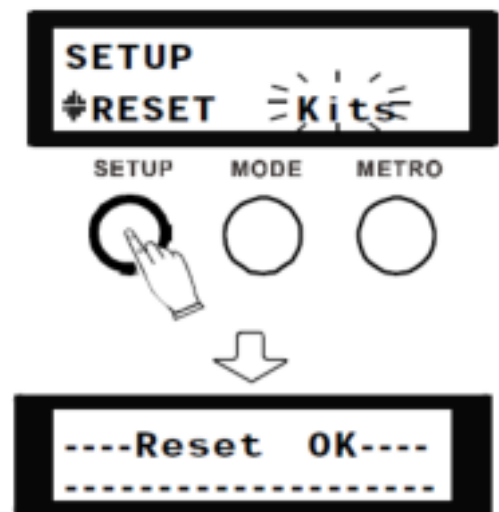 SETUP
RESET Kits
SETUP MODE METRO
----Reset OK----
--------------------